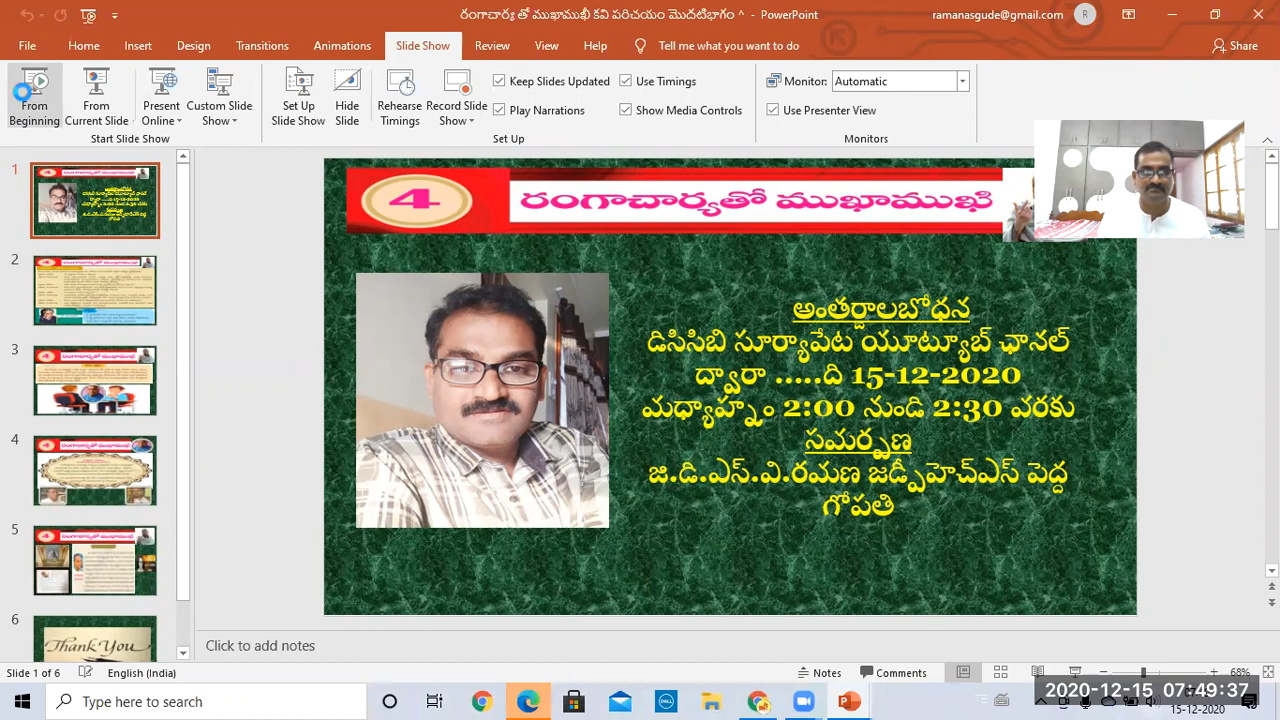 రంగాచార్య తో ముఖాముఖీ కవి పరిచయం మొదటిభాగం ^ - PowerPoint
ramanasgude@gmail.com
R
File Home Insert Design Transitions Animations Slide Show Review View Help Tell me what you want to do
Share
From Beginning
From Current Slide
Present Online
Custom Slide Show
Set Up Slide Show
Hide Slide
Rehearse Timings
Record Slide Show
Keep Slides Updated
Play Narrations
Use Timings
Show Media Controls
Monitor: Automatic
Use Presenter View
Start Slide Show
Set Up
Monitors
1
2
3
4
5
6
Thank You
4 రంగాచార్యతో ముఖాముఖి
అంతర్జాలబోధన
డిసిసిబి సూర్యాపేట యూట్యూబ్ ఛానల్
ద్వారా .....ది 15-12-2020
మధ్యాహ్నం 2:00 నుండి 2:30 వరకు
సమర్పణ
జి.డి.ఎస్.వి.రమణ జడ్పీహెచ్ఎస్ పెద్ద
గోపతి
Click to add notes
Slide 1 of 6 English (India)
Notes Comments 68%
Type here to search
2020-12-15 07:49:37
15-12-2020